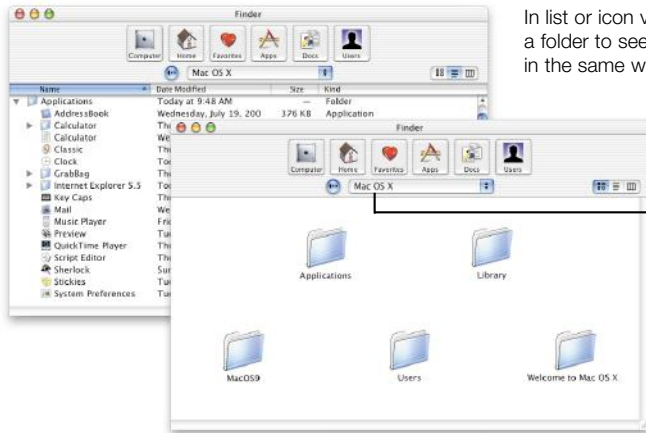 Finder
Computer Home Favorites Apps Docs Users
Mac OS X
Name Date Modified Size Kind
Applications Today at 9:48 AM — Folder
AddressBook Wednesday, July 19, 200 376 KB Application
Calculator
Calculator
Classic
Clock
GrabBag
Internet Explorer 5.5
Key Caps
Mail
Music Player
Preview
QuickTime Player
Script Editor
Sherlock
Stickies
System Preferences
Finder
Computer Home Favorites Apps Docs Users
Mac OS X
Applications Library
MacOS9 Users Welcome to Mac OS X
In list or icon
a folder to see
in the same